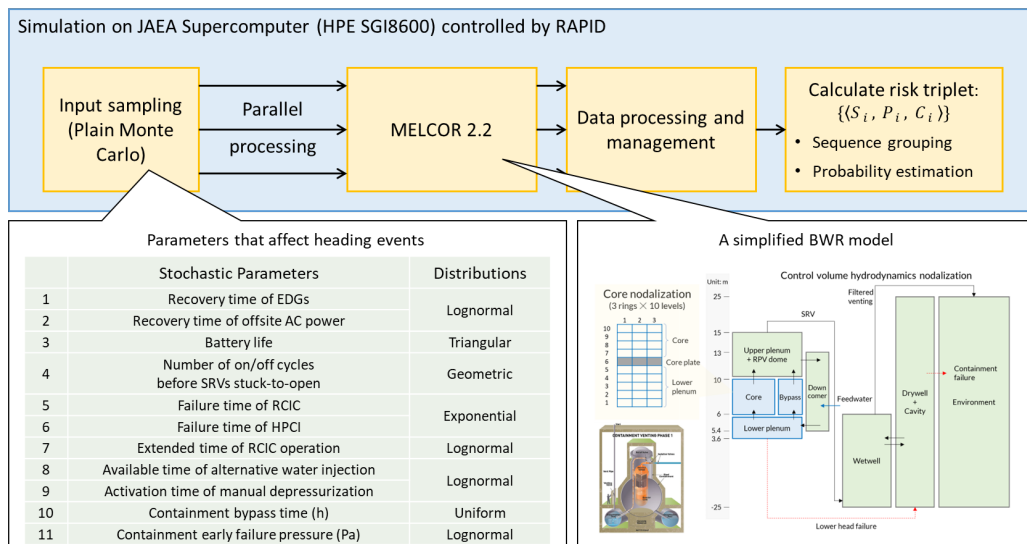 Simulation on JAEA Supercomputer (HPE SGI8600) controlled by RAPID
Input sampling
(Plain Monte
Carlo)
Parallel
processing
MELCOR 2.2
Data processing and
management
Calculate risk triplet:
{⟨S i , P i , C i ⟩}
• Sequence grouping
• Probability estimation
Parameters that affect heading events
Stochastic Parameters Distributions
1 Recovery time of EDGs
Lognormal
2 Recovery time of offsite AC power
3 Battery life Triangular
4 Number of on/off cycles
before SRVs stuck-to-open
Geometric
5 Failure time of RCIC
Exponential
6 Failure time of HPCI
7 Extended time of RCIC operation Lognormal
8 Available time of alternative water injection
Lognormal
9 Activation time of manual depressurization
10 Containment bypass time (h) Uniform
11 Containment early failure pressure (Pa) Lognormal
A simplified BWR model
Core nodalization
(3 rings × 10 levels)
1 2 3
10
9
8
7
6
5
4
3
2
1
Core
Core plate
Lower
plenum
CONTAINMENT VENTING PHASE 1
Control volume hydrodynamics nodalization
Unit: m
25
15
13
10
6
5.4
3.6
-25
Filtered
venting
SRV
Upper plenum
+ RPV dome
Core
Bypass
Down
comer
Lower plenum
Feedwater
Wetwell
Drywell
+
Cavity
Containment
failure
Environment
Lower head failure